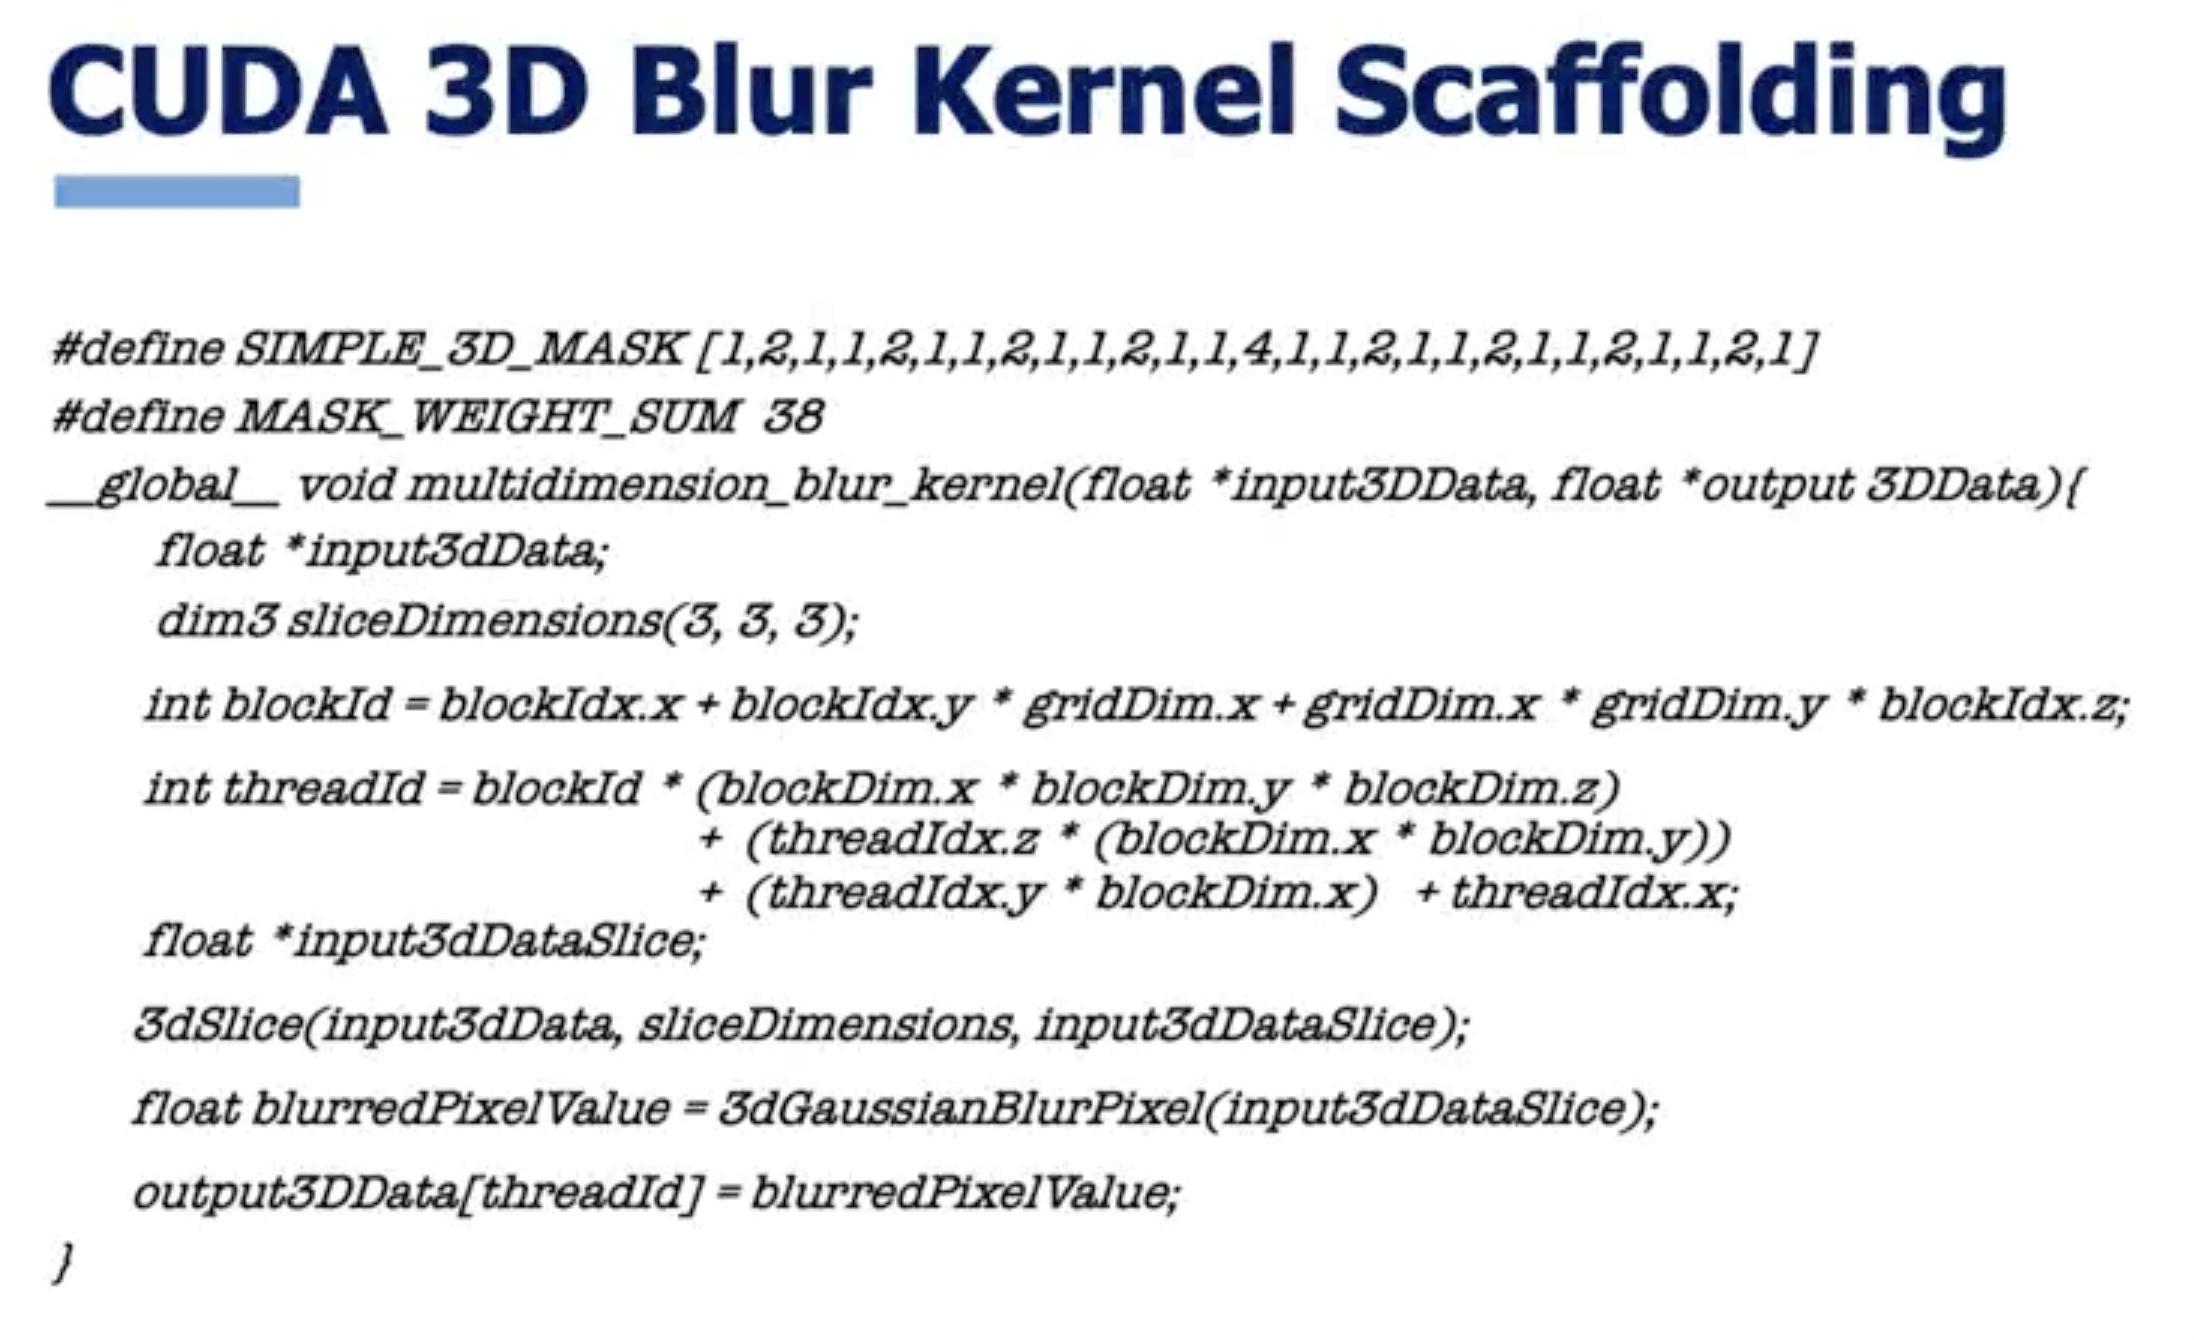 CUDA 3D Blur Kernel Scaffolding
#define SIMPLE_3D_MASK [1,2,1,1,2,1,1,2,1,1,2,1,1,4,1,1,2,1,1,2,1,1,2,1,1,2,1]
#define MASK_WEIGHT_SUM 38
__global__ void multidimension_blur_kernel(float *input3DData, float *output 3DData){
float *input3dData;
dim3 sliceDimensions(3, 3, 3);
int blockId = blockIdx.x + blockIdx.y * gridDim.x + gridDim.x * gridDim.y * blockIdx.z;
int threadId = blockId * (blockDim.x * blockDim.y * blockDim.z)
+ (threadIdx.z * (blockDim.x * blockDim.y))
+ (threadIdx.y * blockDim.x) + threadIdx.x;
float *input3dDataSlice;
3dSlice(input3dData, sliceDimensions, input3dDataSlice);
float blurredPixelValue = 3dGaussianBlurPixel(input3dDataSlice);
output3DData[threadId] = blurredPixelValue;
}